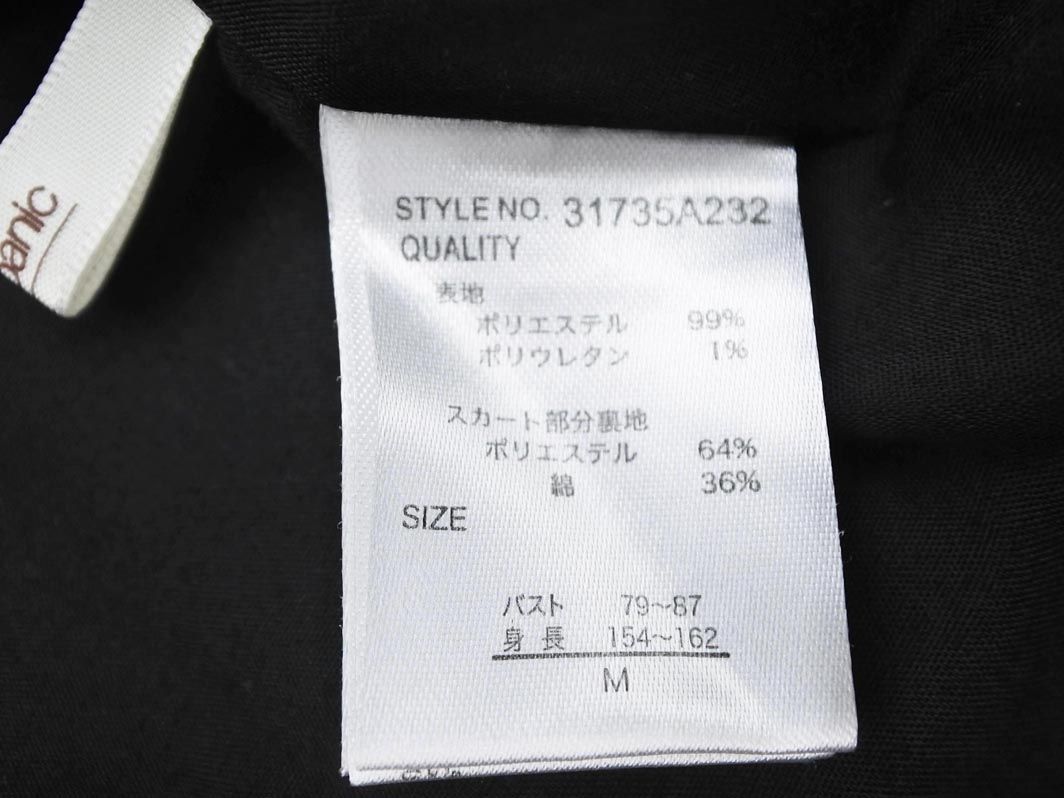 STYLE NO. 31735A232
QUALITY
表地
ポリエステル 99%
ポリウレタン 1%
スカート部分裏地
ポリエステル 64%
綿 36%
SIZE
バスト 79～87
身長 154～162
M